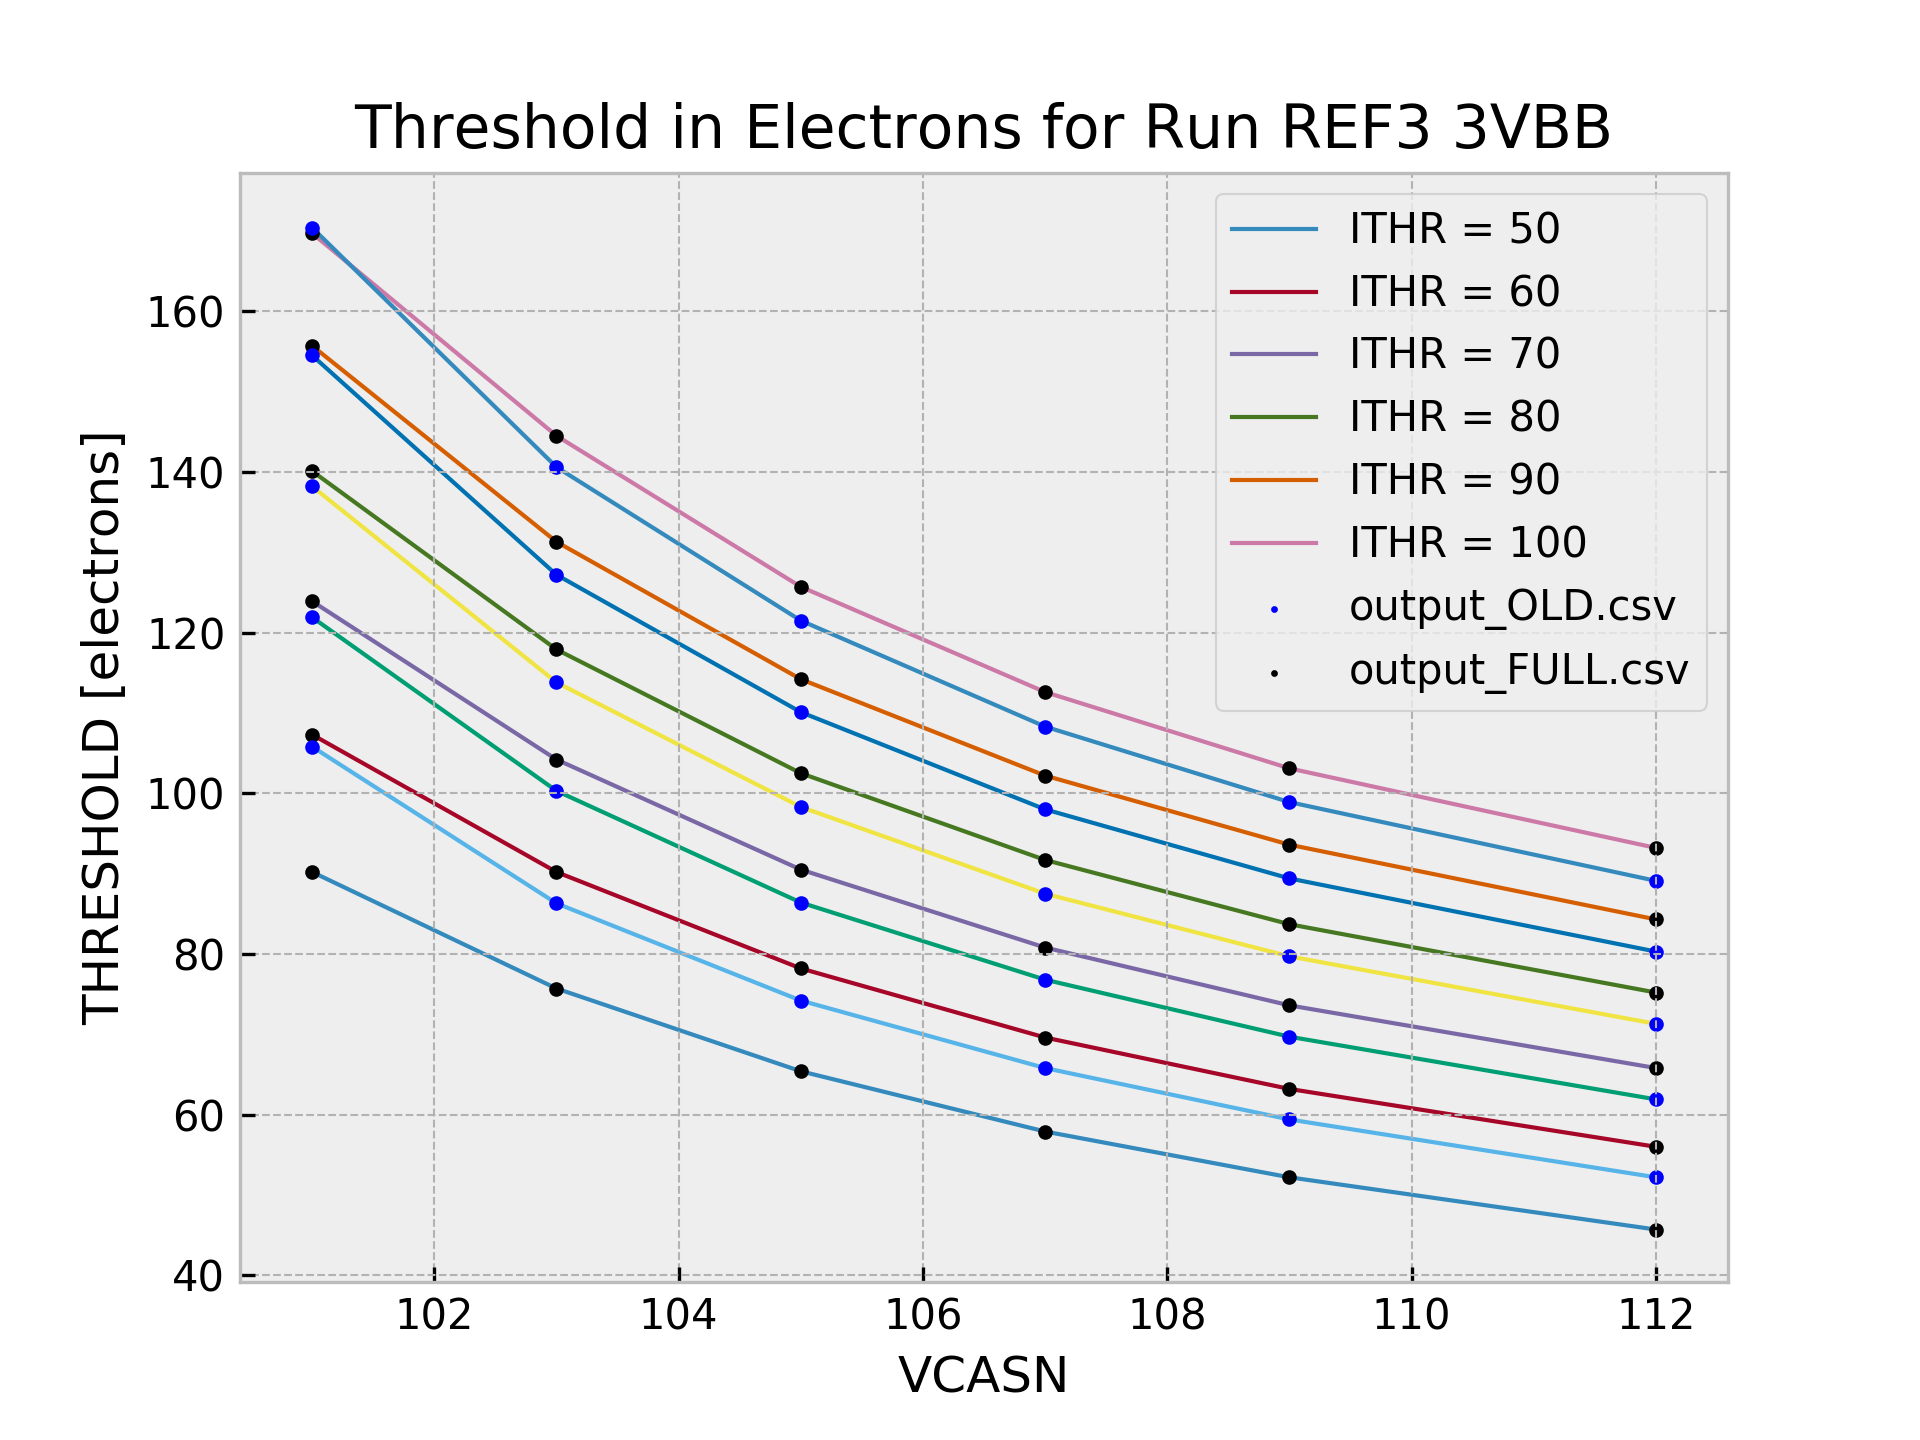 Threshold in Electrons for Run REF3 3VBB
THRESHOLD [electrons]
160
140
120
100
80
60
40
ITHR = 50
ITHR = 60
ITHR = 70
ITHR = 80
ITHR = 90
ITHR = 100
output_OLD.csv
output_FULL.csv
102 104 106 108 110 112
VCASN